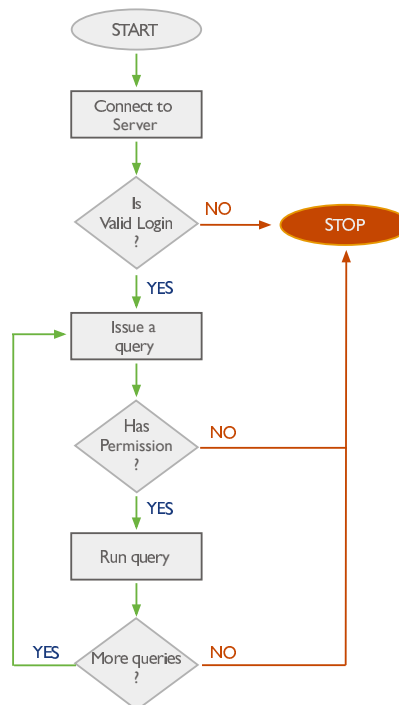 START
Connect to
Server
Is
Valid Login
?
NO
STOP
YES
Issue a
query
Has
Permission
?
NO
YES
Run query
YES
More queries
?
NO